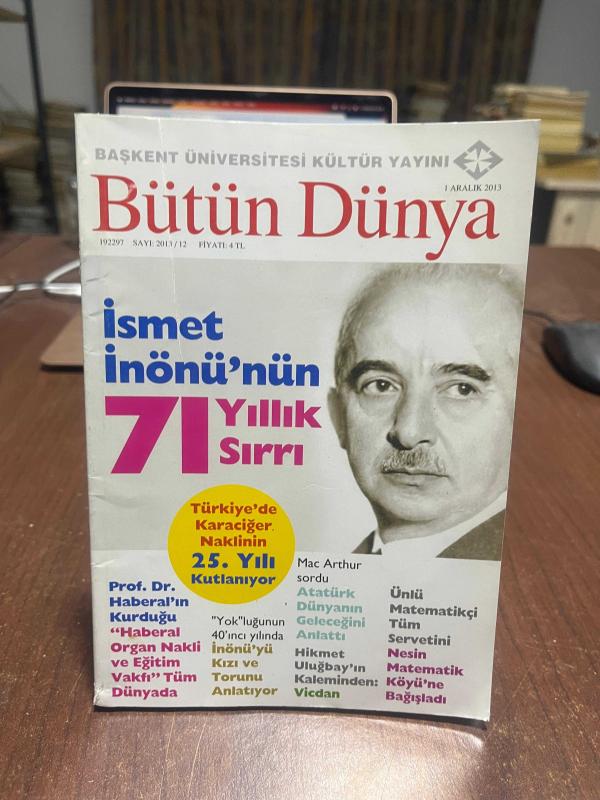 BAŞKENT ÜNİVERSİTESİ KÜLTÜR YAYINI
1 ARALIK 2013
Bütün Dünya
192297 SAYI: 2013 / 12 FİYATI: 4 TL
İsmet
İnönü'nün
71 Yıllık
Sırrı
Türkiye'de
Karaciğer
Naklinin
25. Yılı
Kutlanıyor
Prof. Dr.
Haberal'ın
Kurduğu
"Haberal
Organ Nakli
ve Eğitim
Vakfı" Tüm
Dünyada
"Yok"luğunun
40'ıncı yılında
İnönü'yü
Kızı ve
Torunu
Anlatıyor
Mac Arthur
sordu
Atatürk
Dünyanın
Geleceğini
Anlattı
Hikmet
Uluğbay'ın
Kaleminden:
Vicdan
Ünlü
Matematikçi
Tüm
Servetini
Nesin
Matematik
Köyü'ne
Bağışladı